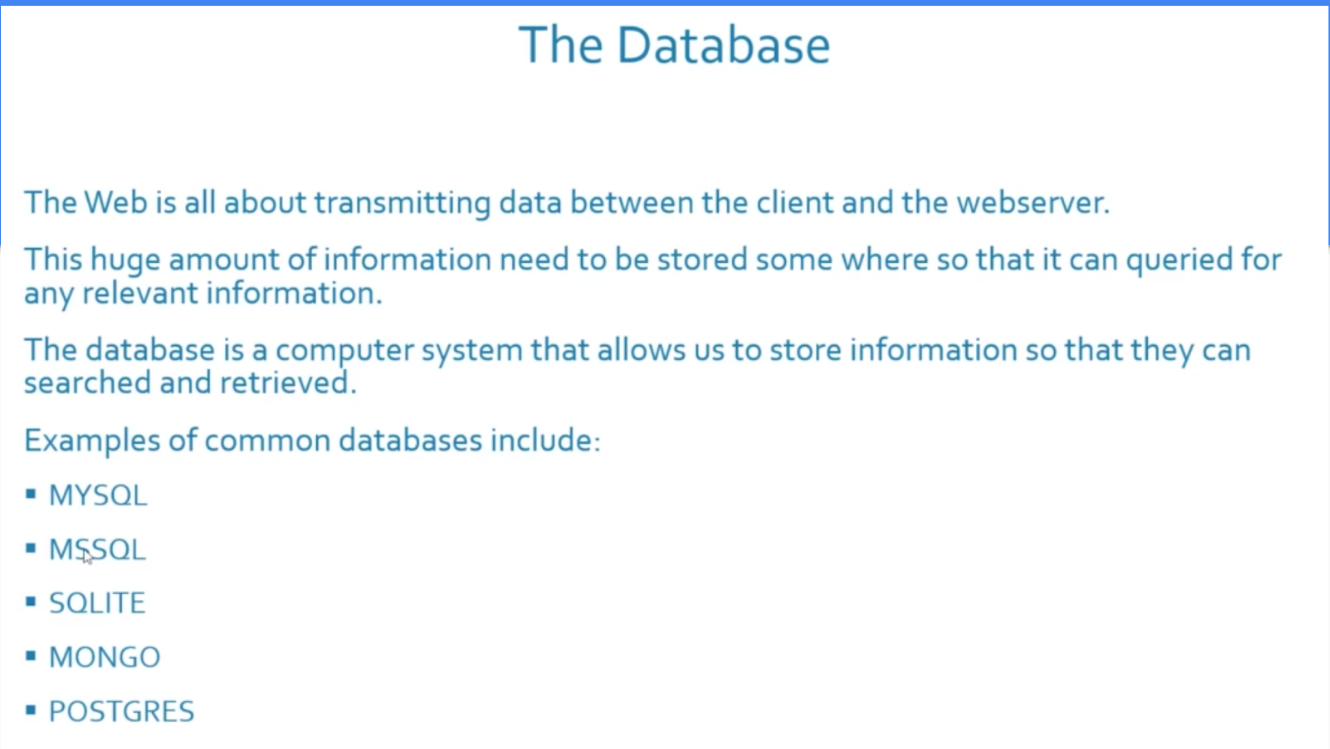 The Database
The Web is all about transmitting data between the client and the webserver.
This huge amount of information need to be stored some where so that it can queried for
any relevant information.
The database is a computer system that allows us to store information so that they can
searched and retrieved.
Examples of common databases include:
▪ MYSQL
▪ MSSQL
▪ SQLITE
▪ MONGO
▪ POSTGRES